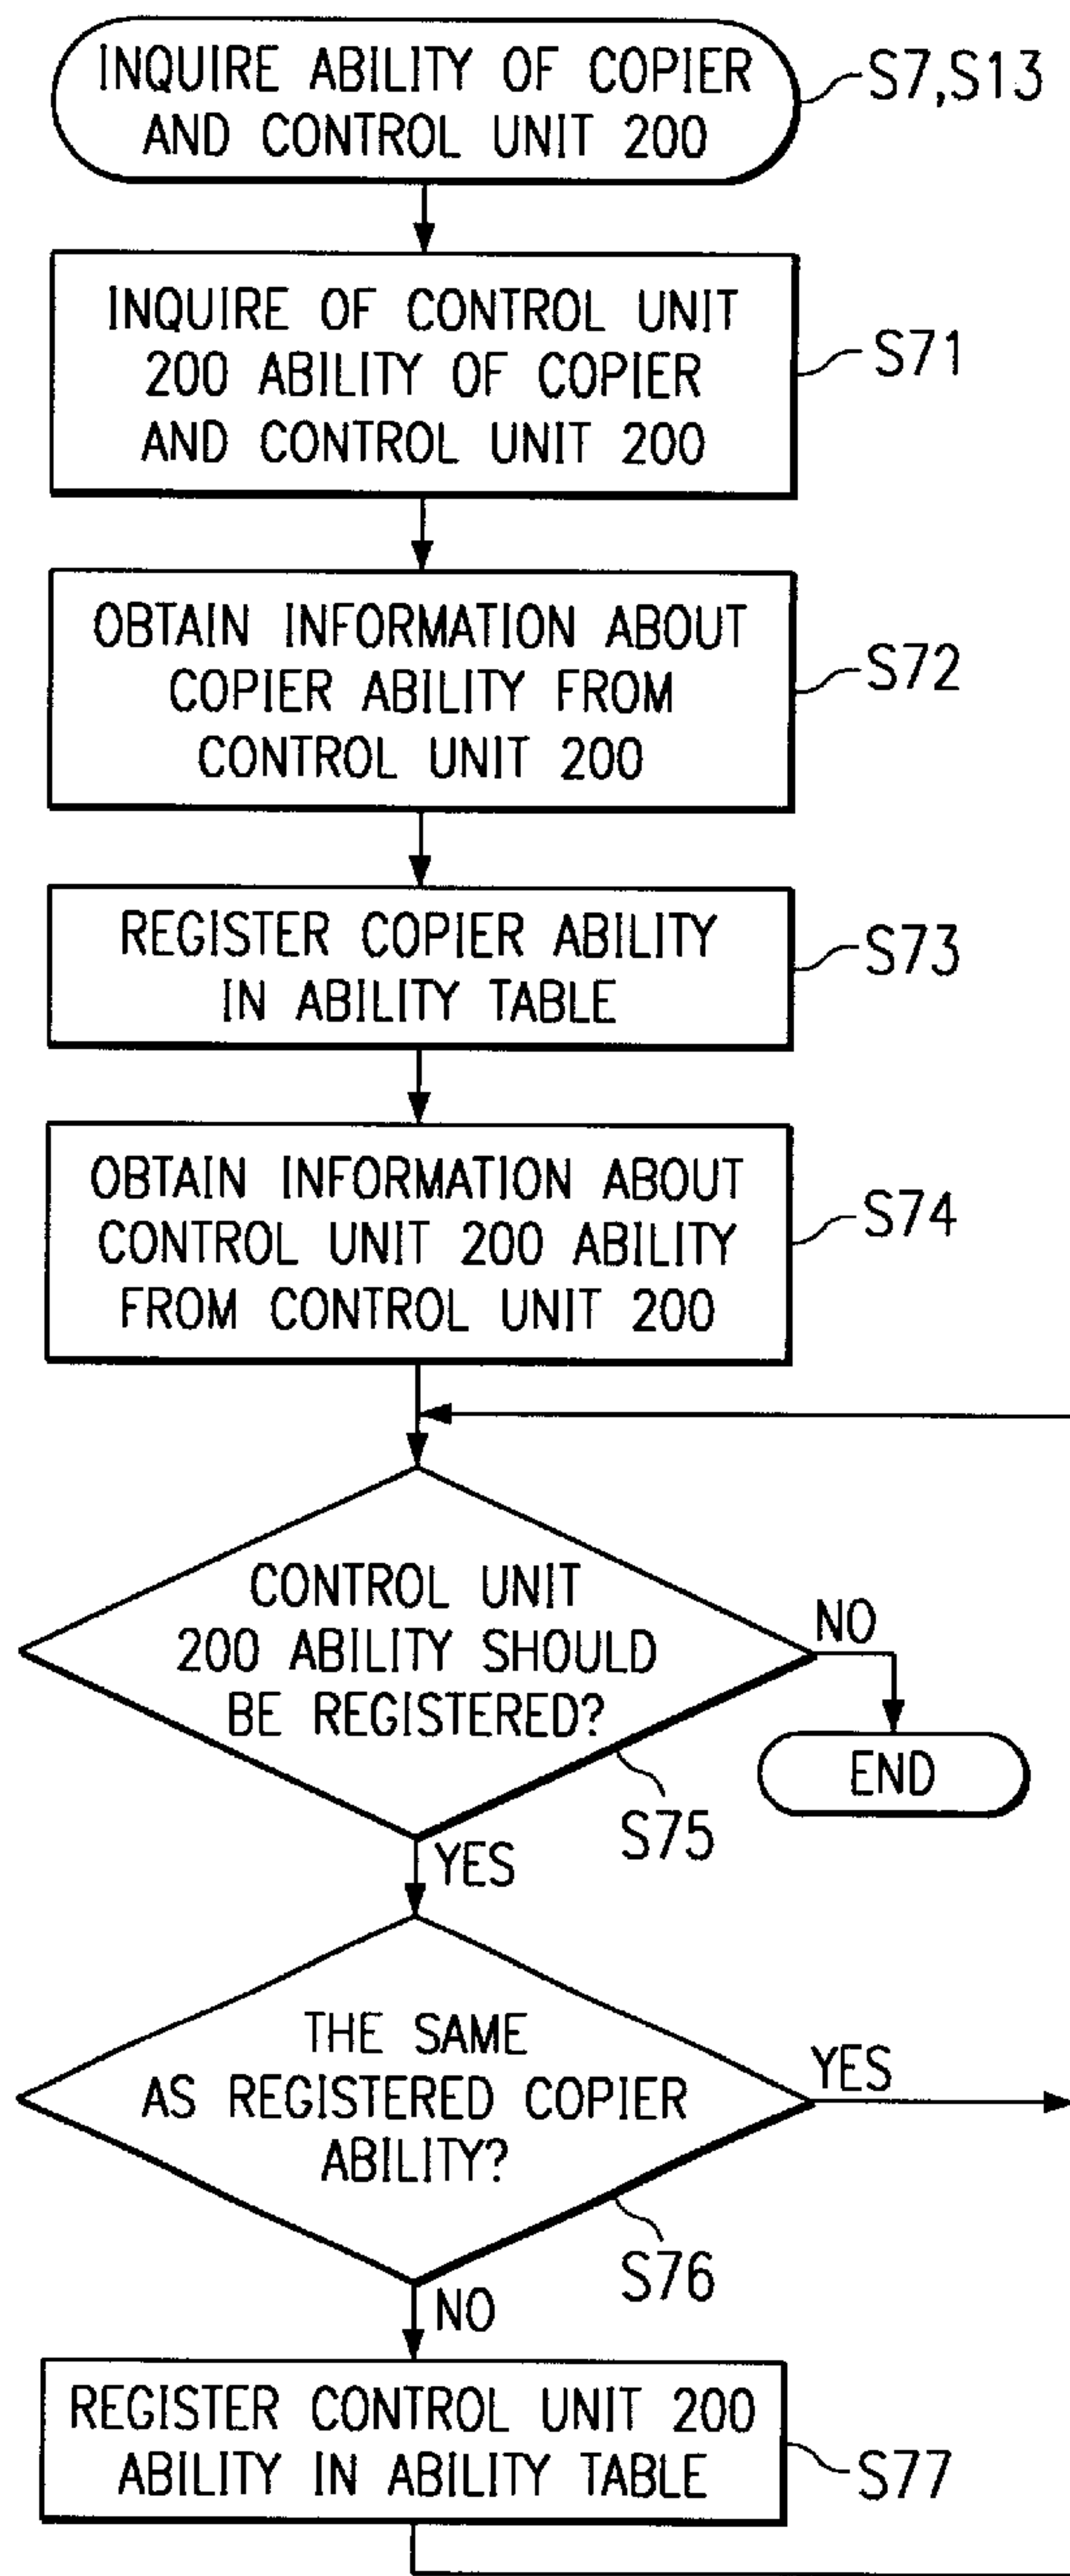 INQUIRE ABILITY OF COPIER
AND CONTROL UNIT 200
S7,S13
INQUIRE OF CONTROL UNIT
200 ABILITY OF COPIER
AND CONTROL UNIT 200
S71
OBTAIN INFORMATION ABOUT
COPIER ABILITY FROM
CONTROL UNIT 200
S72
REGISTER COPIER ABILITY
IN ABILITY TABLE
S73
OBTAIN INFORMATION ABOUT
CONTROL UNIT 200 ABILITY
FROM CONTROL UNIT 200
S74
CONTROL UNIT
200 ABILITY SHOULD
BE REGISTERED?
NO
END
S75
YES
THE SAME
AS REGISTERED COPIER
ABILITY?
YES
S76
NO
REGISTER CONTROL UNIT 200
ABILITY IN ABILITY TABLE
S77